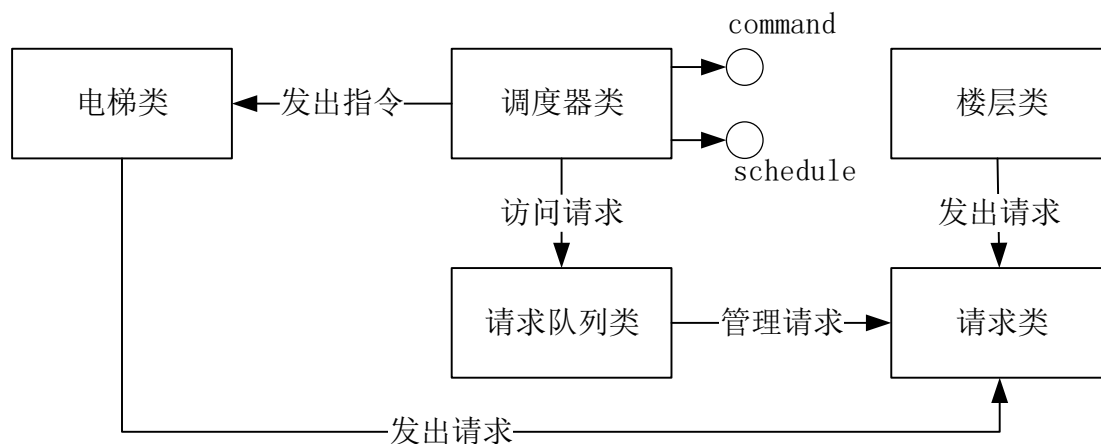 command
电梯类
发出指令
调度器类
楼层类
schedule
访问请求
发出请求
请求队列类
管理请求
请求类
发出请求